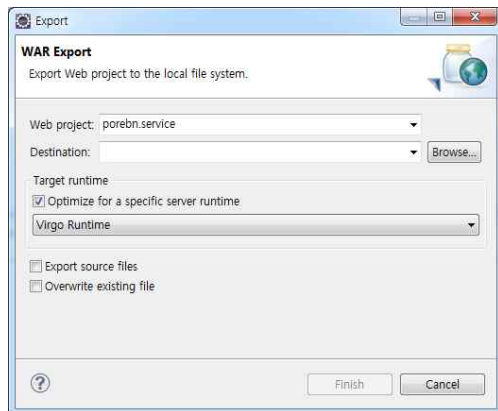 Export
WAR Export
Export Web project to the local file system.
Web project: porebn.service
Destination: Browse...
Target runtime
Optimize for a specific server runtime
Virgo Runtime
Export source files
Overwrite existing file
? Finish Cancel